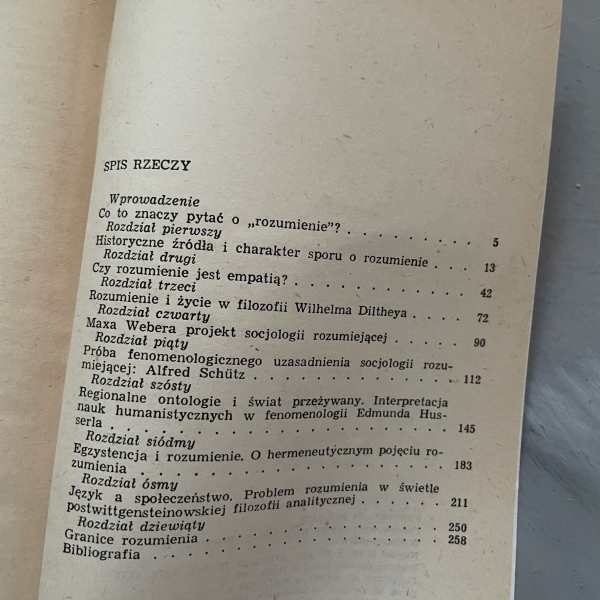 SPIS RZECZY
Wprowadzenie
Co to znaczy pytać o „rozumienie"? . . . . . . . . . 5
Rozdział pierwszy
Historyczne źródła i charakter sporu o rozumienie . . . 13
Rozdział drugi
Czy rozumienie jest empatią? . . . . . . . . . . . . 42
Rozdział trzeci
Rozumienie i życie w filozofii Wilhelma Diltheya . . . . 72
Rozdział czwarty
Maxa Webera projekt socjologii rozumiejącej . . . . . 90
Rozdział piąty
Próba fenomenologicznego uzasadnienia socjologii rozu-
miejącej: Alfred Schütz . . . . . . . . . . . . . 112
Rozdział szósty
Regionalne ontologie i świat przeżywany. Interpretacja
nauk humanistycznych w fenomenologii Edmunda Hus-
serla . . . . . . . . . . . . . . . . . . . . . 145
Rozdział siódmy
Egzystencja i rozumienie. O hermeneutycznym pojęciu ro-
zumienia . . . . . . . . . . . . . . . . . . . 183
Rozdział ósmy
Język a społeczeństwo. Problem rozumienia w świetle
postwittgensteinowskiej filozofii analitycznej . . . . . . 211
Rozdział dziewiąty
Granice rozumienia . . . . . . . . . . . . . . . . 250
Bibliografia . . . . . . . . . . . . . . . . . . . 258